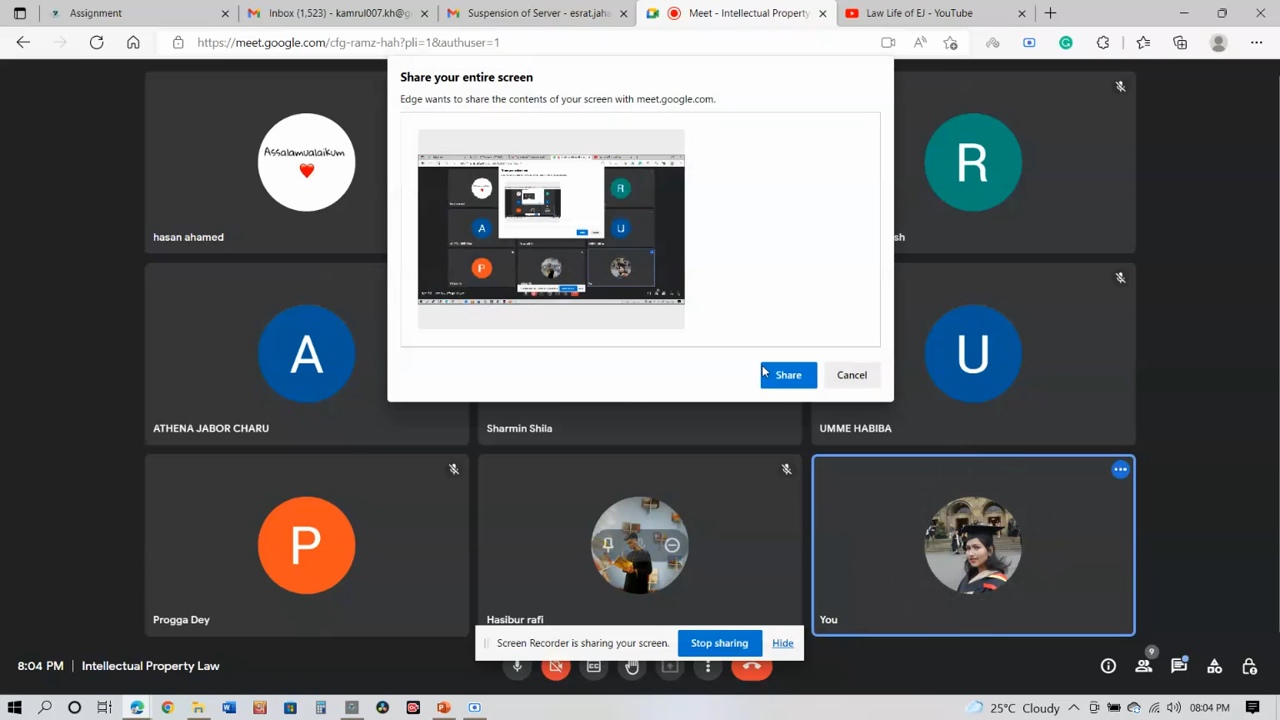 Assignment
Inbox (1,523) - kamrul007.kh@g
Suspension of Server - esrat.jaha
Meet - Intellectual Property
Law Life of EJ - YouTube
https://meet.google.com/cfg-ramz-hah?pli=1&authuser=1
Share your entire screen
Edge wants to share the contents of your screen with meet.google.com.
Assalamualaikum
R
hasan ahamed
sh
Share
Cancel
A
U
ATHENA JABOR CHARU
Sharmin Shila
UMME HABIBA
P
Progga Dey
Hasibur rafi
You
Screen Recorder is sharing your screen.
Stop sharing
Hide
8:04 PM
Intellectual Property Law
9
25°C Cloudy
08:04 PM